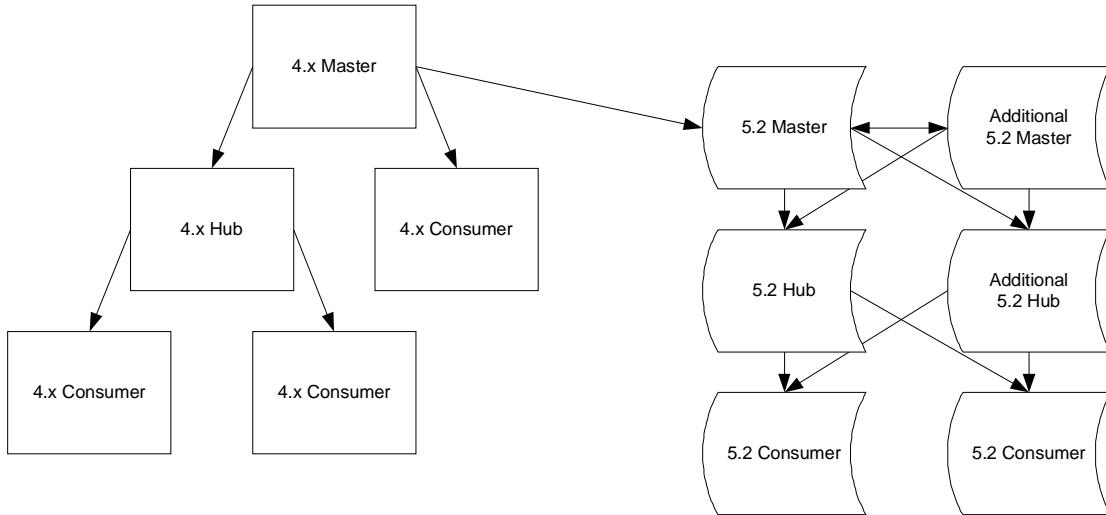 4.x Master
5.2 Master
Additional
5.2 Master
4.x Hub
4.x Consumer
5.2 Hub
Additional
5.2 Hub
4.x Consumer
4.x Consumer
5.2 Consumer
5.2 Consumer